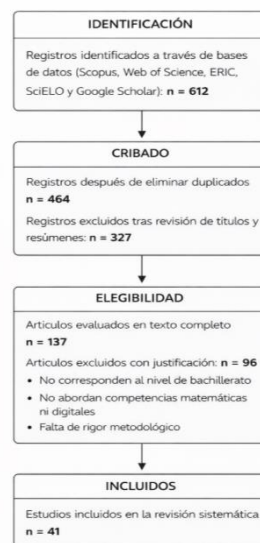 IDENTIFICACIÓN
Registros identificados a través de bases
de datos (Scopus, Web of Science, ERIC,
SciELO y Google Scholar): n = 612
CRIBADO
Registros después de eliminar duplicados
n = 464
Registros excluidos tras revisión de títulos y
resúmenes: n = 327
ELEGIBILIDAD
Artículos evaluados en texto completo
n = 137
Artículos excluidos con justificación: n = 96
• No corresponden al nivel de bachillerato
• No abordan competencias matemáticas
ni digitales
• Falta de rigor metodológico
INCLUIDOS
Estudios incluidos en la revisión sistemática
n = 41